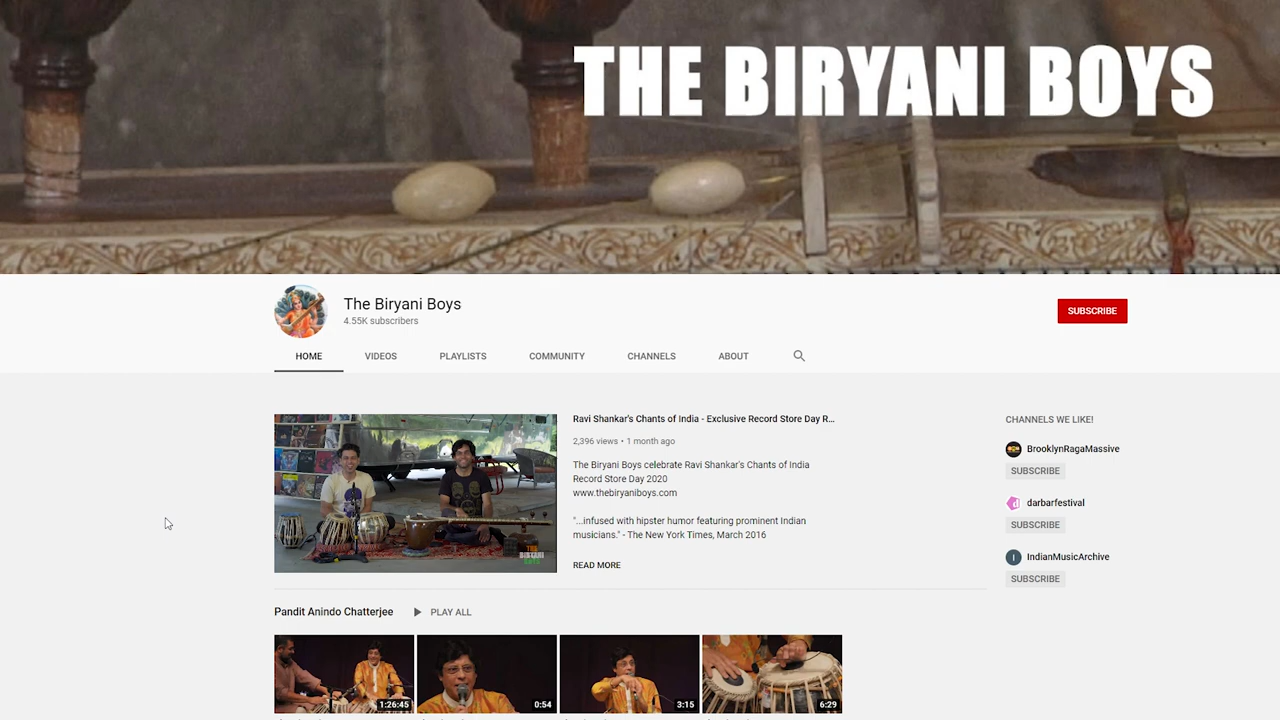 THE BIRYANI BOYS
The Biryani Boys
4.55K subscribers
SUBSCRIBE
HOME VIDEOS PLAYLISTS COMMUNITY CHANNELS ABOUT
Ravi Shankar's Chants of India - Exclusive Record Store Day R...
2,396 views • 1 month ago
The Biryani Boys celebrate Ravi Shankar's Chants of India
Record Store Day 2020
www.thebiryaniboys.com
"...infused with hipster humor featuring prominent Indian
musicians." - The New York Times, March 2016
READ MORE
THE
BIRYANI
BOYS
CHANNELS WE LIKE!
BrooklynRagaMassive
SUBSCRIBE
darbarfestival
SUBSCRIBE
I IndianMusicArchive
SUBSCRIBE
Pandit Anindo Chatterjee PLAY ALL
1:26:45 0:54 3:15 6:29